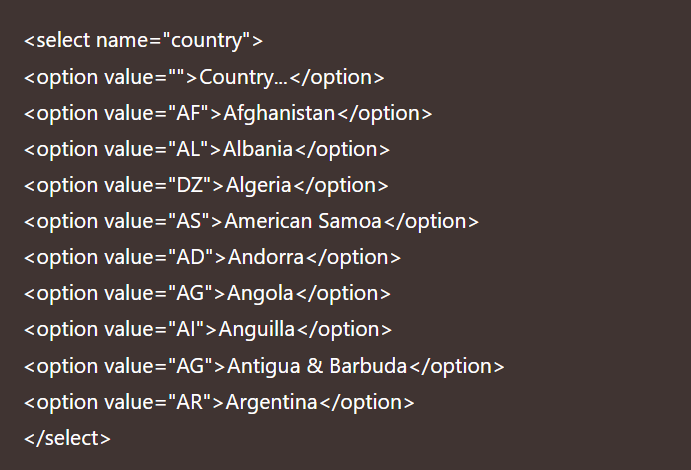 <select name="country">
<option value="">Country...</option>
<option value="AF">Afghanistan</option>
<option value="AL">Albania</option>
<option value="DZ">Algeria</option>
<option value="AS">American Samoa</option>
<option value="AD">Andorra</option>
<option value="AG">Angola</option>
<option value="AI">Anguilla</option>
<option value="AG">Antigua & Barbuda</option>
<option value="AR">Argentina</option>
</select>